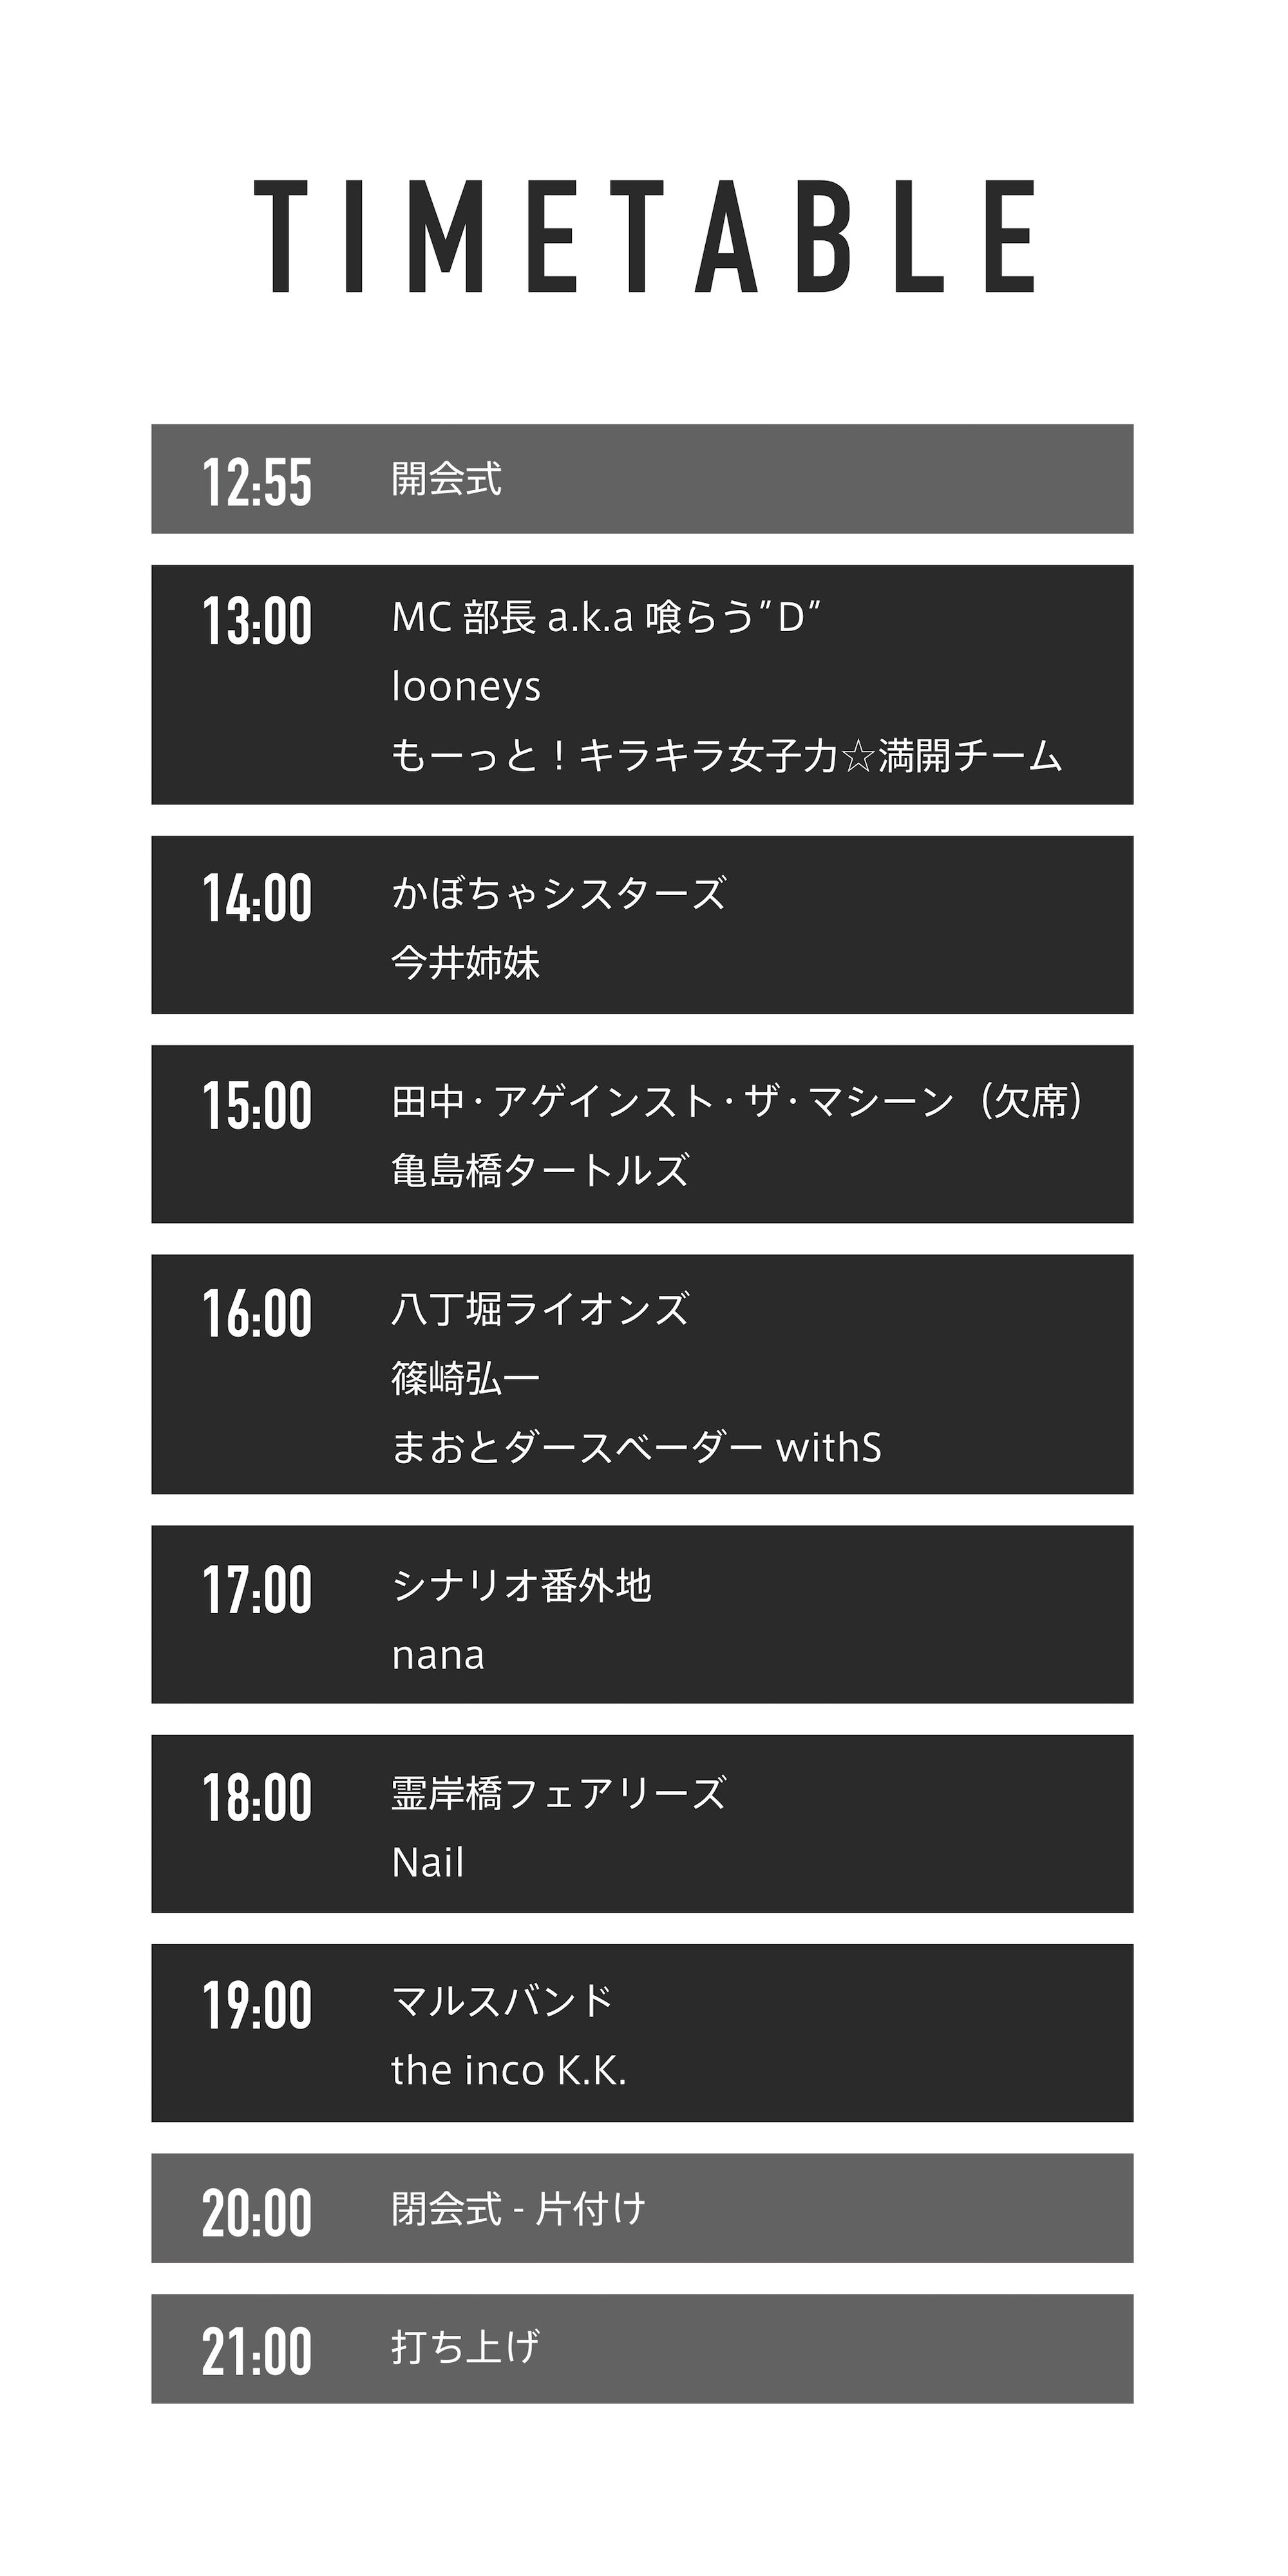 TIMETABLE
12:55 開会式
13:00 MC 部長 a.k.a 喰らう”D”
looneys
もーっと！キラキラ女子力☆満開チーム
14:00 かぼちゃシスターズ
今井姉妹
15:00 田中・アゲインスト・ザ・マシーン（欠席）
亀島橋タートルズ
16:00 八丁堀ライオンズ
篠崎弘一
まおとダースベーダー withS
17:00 シナリオ番外地
nana
18:00 霊岸橋フェアリーズ
Nail
19:00 マルスバンド
the inco K.K.
20:00 閉会式 - 片付け
21:00 打ち上げ